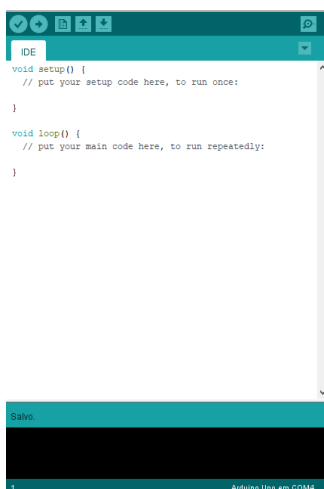 IDE
void setup() {
// put your setup code here, to run once:
}
void loop() {
// put your main code here, to run repeatedly:
}
Salvo.
1
Arduino Uno em COM4